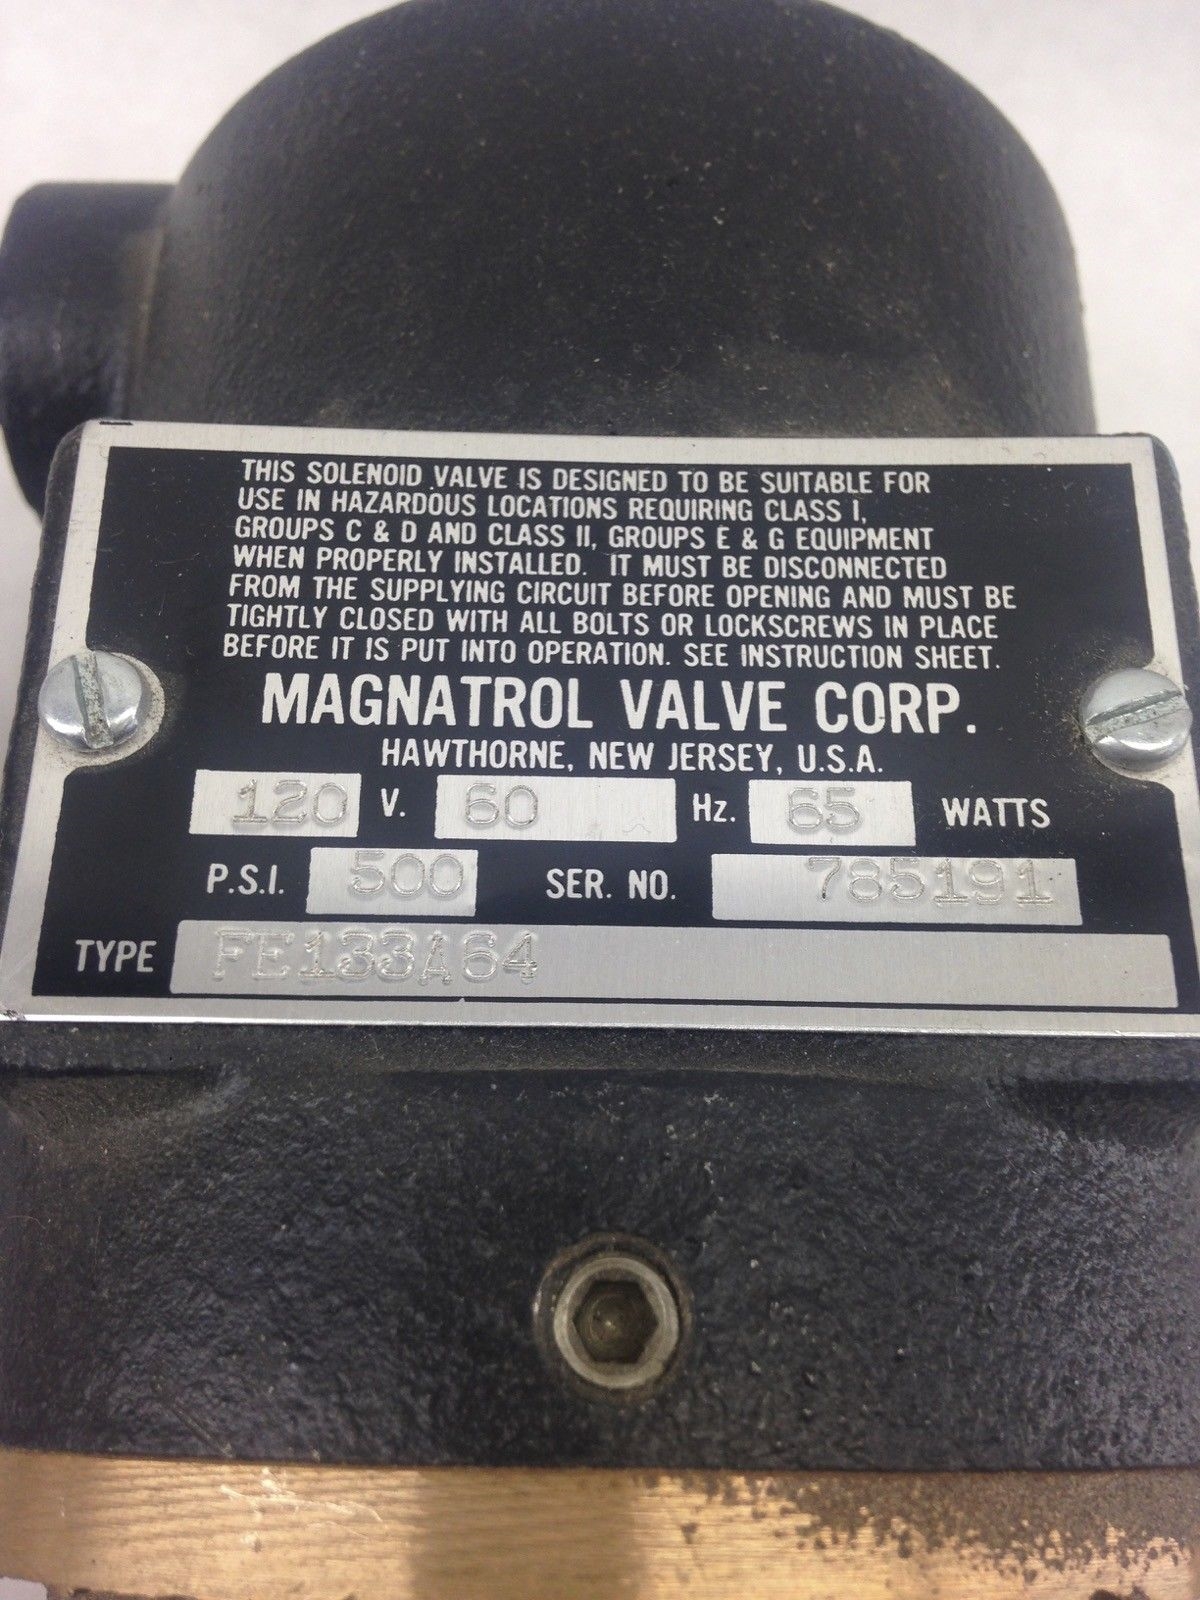 THIS SOLENOID VALVE IS DESIGNED TO BE SUITABLE FOR
USE IN HAZARDOUS LOCATIONS REQUIRING CLASS I,
GROUPS C & D AND CLASS II, GROUPS E & G EQUIPMENT
WHEN PROPERLY INSTALLED. IT MUST BE DISCONNECTED
FROM THE SUPPLYING CIRCUIT BEFORE OPENING AND MUST BE
TIGHTLY CLOSED WITH ALL BOLTS OR LOCKSCREWS IN PLACE
BEFORE IT IS PUT INTO OPERATION. SEE INSTRUCTION SHEET.
MAGNATROL VALVE CORP.
HAWTHORNE, NEW JERSEY, U.S.A.
120 V. 60 Hz. 65 WATTS
P.S.I. 500 SER. NO. 785191
TYPE FE133A64